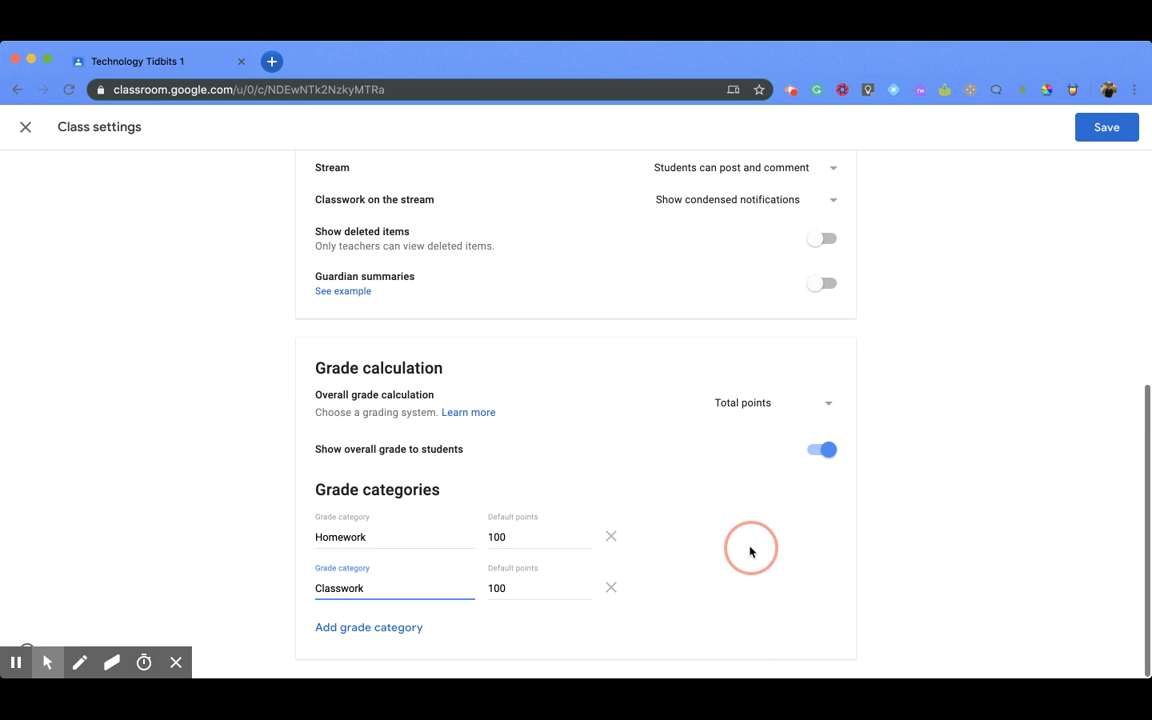 Technology Tidbits 1
classroom.google.com/u/0/c/NDEwNTk2NzkyMTRa
Class settings
Save
Stream
Students can post and comment
Classwork on the stream
Show condensed notifications
Show deleted items
Only teachers can view deleted items.
Guardian summaries
See example
Grade calculation
Overall grade calculation
Choose a grading system. Learn more
Total points
Show overall grade to students
Grade categories
Grade category
Default points
Homework
100
Grade category
Default points
Classwork
100
Add grade category